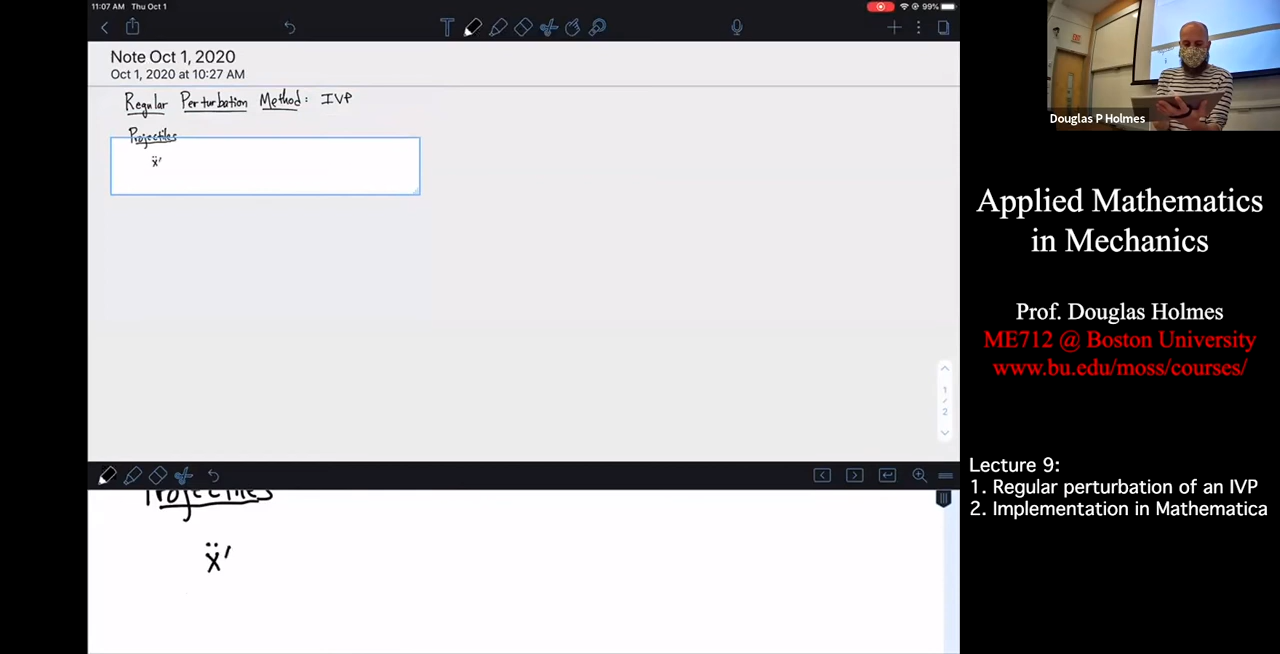 11:07 AM Thu Oct 1
99%
Note Oct 1, 2020
Oct 1, 2020 at 10:27 AM
Regular Perturbation Method: IVP
Projectiles
ẍ′
1
/
2
Projectiles
ẍ′
Douglas P Holmes
Applied Mathematics
in Mechanics
Prof. Douglas Holmes
ME712 @ Boston University
www.bu.edu/moss/courses/
Lecture 9:
1. Regular perturbation of an IVP
2. Implementation in Mathematica